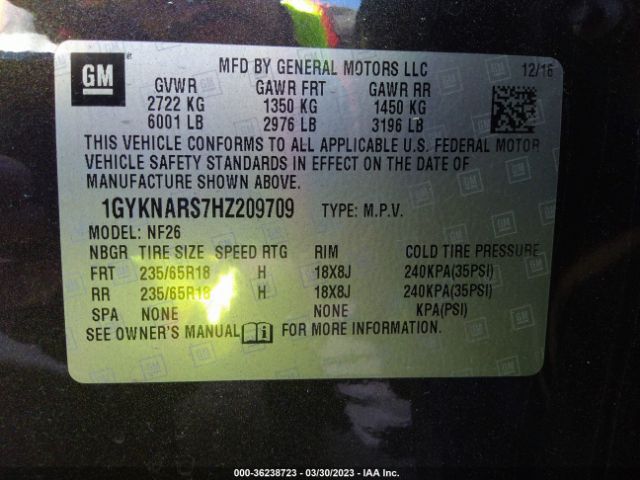 GM
MFD BY GENERAL MOTORS LLC 12/16
GVWR GAWR FRT GAWR RR
2722 KG 1350 KG 1450 KG
6001 LB 2976 LB 3196 LB
THIS VEHICLE CONFORMS TO ALL APPLICABLE U.S. FEDERAL MOTOR
VEHICLE SAFETY STANDARDS IN EFFECT ON THE DATE OF
MANUFACTURE SHOWN ABOVE.
1GYKNARS7HZ209709 TYPE: M.P.V.
MODEL: NF26
NBGR TIRE SIZE SPEED RTG RIM COLD TIRE PRESSURE
FRT 235/65R18 H 18X8J 240KPA(35PSI)
RR 235/65R18 H 18X8J 240KPA(35PSI)
SPA NONE NONE KPA(PSI)
SEE OWNER'S MANUAL FOR MORE INFORMATION.
000-36238723 — 03/30/2023 — IAA Inc.